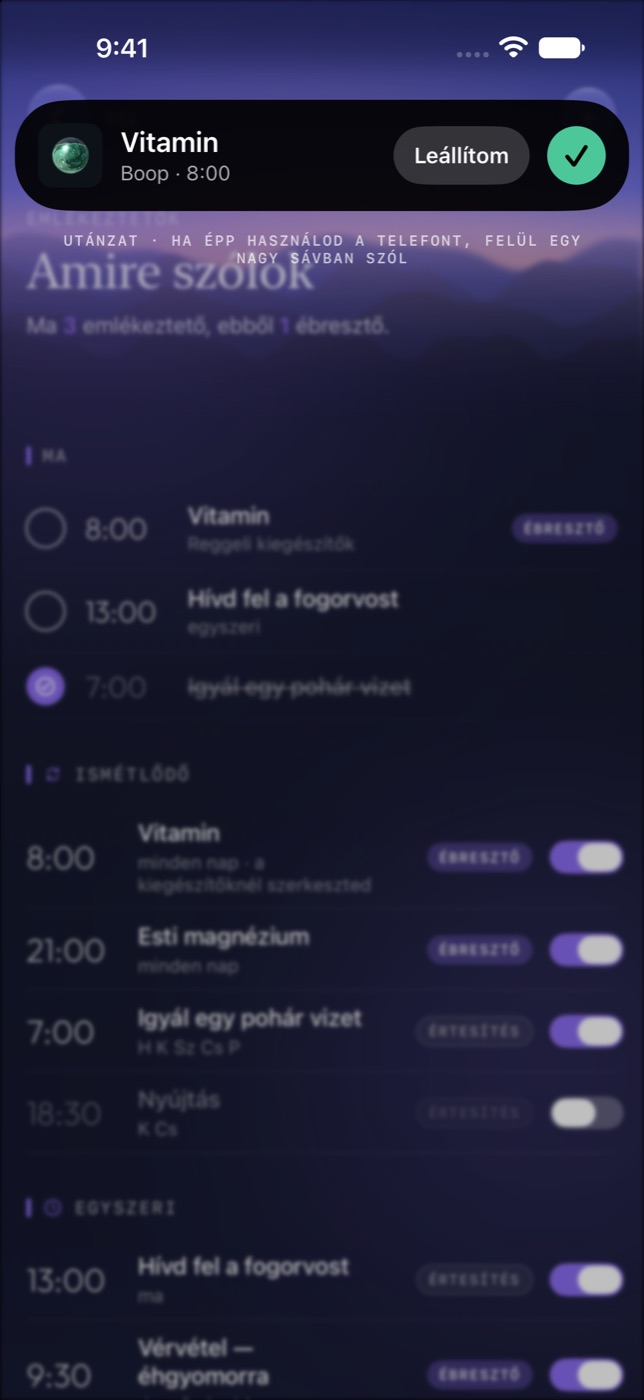 9:41
Vitamin
Leállítom
Boop · 8:00
EMLÉKEZTETŐK
UTÁNZAT · HA ÉPP HASZNÁLOD A TELEFONT, FELÜL EGY
NAGY SÁVBAN SZÓL
Amire szólok
Ma 3 emlékeztető, ebből 1 ébresztő.
MA
8:00 Vitamin ÉBRESZTŐ
Reggeli kiegészítők
13:00 Hívd fel a fogorvost
egyszeri
7:00 Igyál egy pohár vizet
ISMÉTLŐDŐ
8:00 Vitamin ÉBRESZTŐ
minden nap · a
kiegészítőknél szerkeszted
21:00 Esti magnézium ÉBRESZTŐ
minden nap
7:00 Igyál egy pohár vizet ÉRTESÍTÉS
H K Sz Cs P
18:30 Nyújtás ÉRTESÍTÉS
K Cs
EGYSZERI
13:00 Hívd fel a fogorvost ÉRTESÍTÉS
ma
9:30 Vérvétel — ÉBRESZTŐ
éhgyomorra